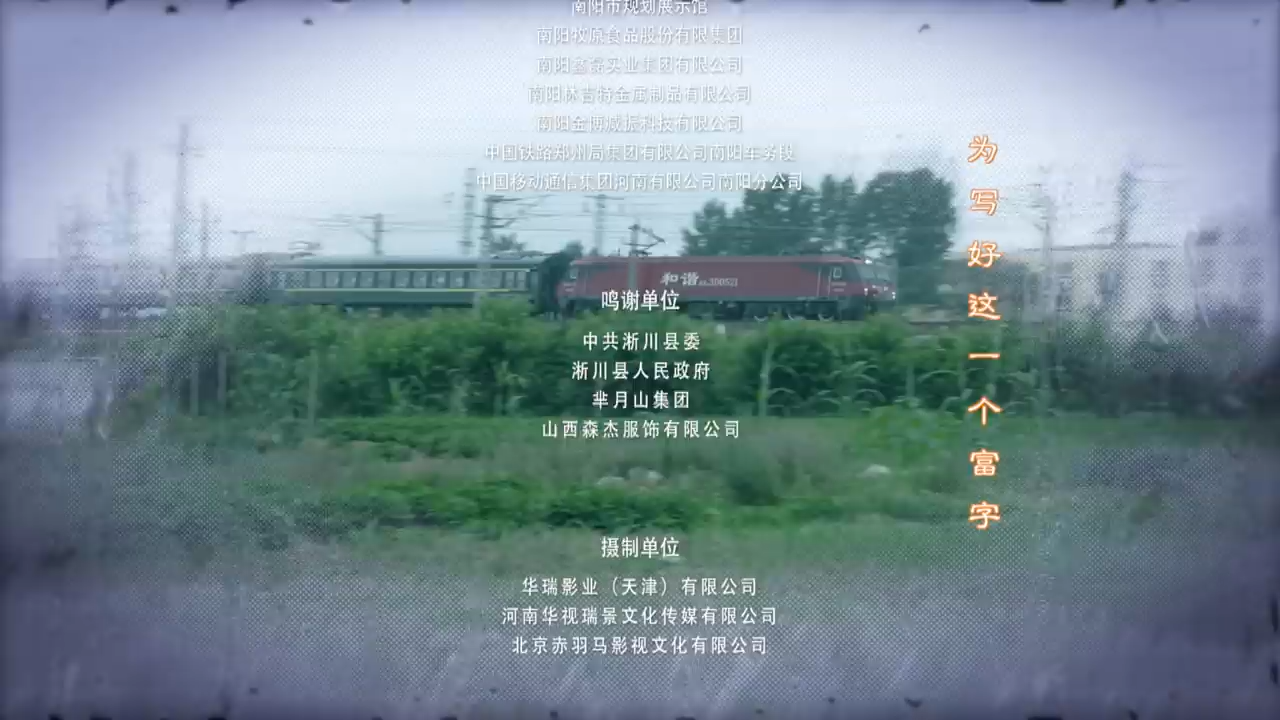 南阳市规划展示馆
南阳牧原食品股份有限集团
南阳鑫磊实业集团有限公司
南阳林吉特金属制品有限公司
南阳金博减振科技有限公司
中国铁路郑州局集团有限公司南阳车务段
中国移动通信集团河南有限公司南阳分公司
和谐
鸣谢单位
中共淅川县委
淅川县人民政府
芈月山集团
山西森杰服饰有限公司
摄制单位
华瑞影业（天津）有限公司
河南华视瑞景文化传媒有限公司
北京赤羽马影视文化有限公司
为写好这一个富字